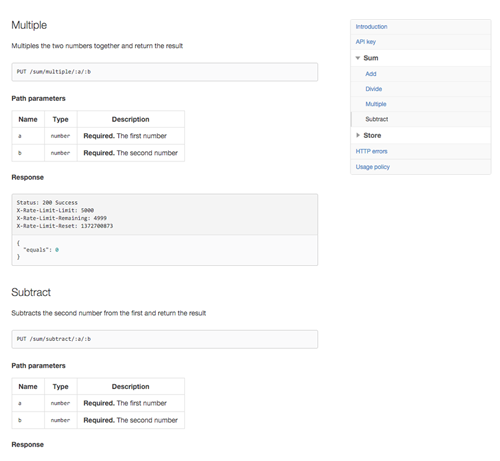 Multiple
Multiples the two numbers together and return the result
PUT /sum/multiple/:a/:b
Path parameters
Name Type Description
a number Required. The first number
b number Required. The second number
Response
Status: 200 Success
X-Rate-Limit-Limit: 5000
X-Rate-Limit-Remaining: 4999
X-Rate-Limit-Reset: 1372700873
{
"equals": 0
}
Subtract
Subtracts the second number from the first and return the result
PUT /sum/subtract/:a/:b
Path parameters
Name Type Description
a number Required. The first number
b number Required. The second number
Response
Introduction
API key
Sum
Add
Divide
Multiple
Subtract
Store
HTTP errors
Usage policy